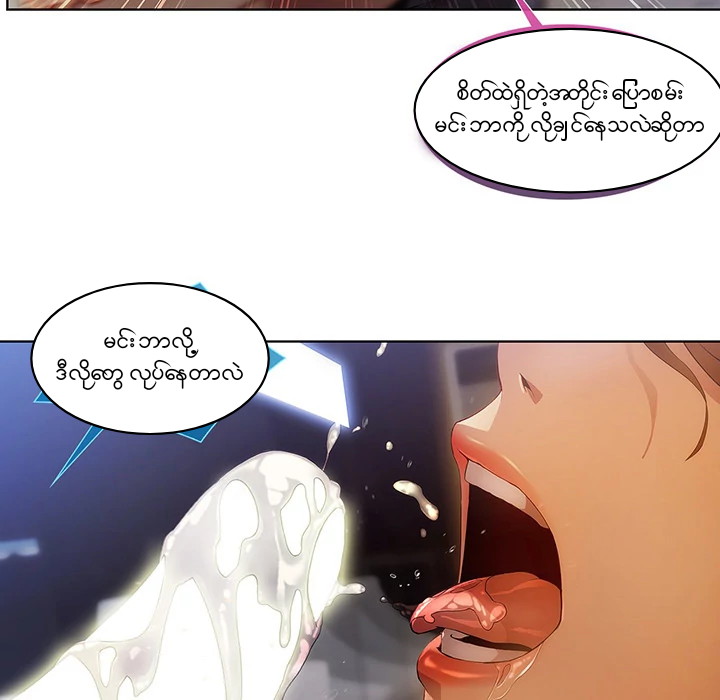 စိတ်ထဲရှိတဲ့အတိုင်း ပြောစမ်း
မင်း ဘာကို လိုချင်နေသလဲဆိုတာ
မင်း ဘာလို့
ဒီလိုတွေ လုပ်နေတာလဲ